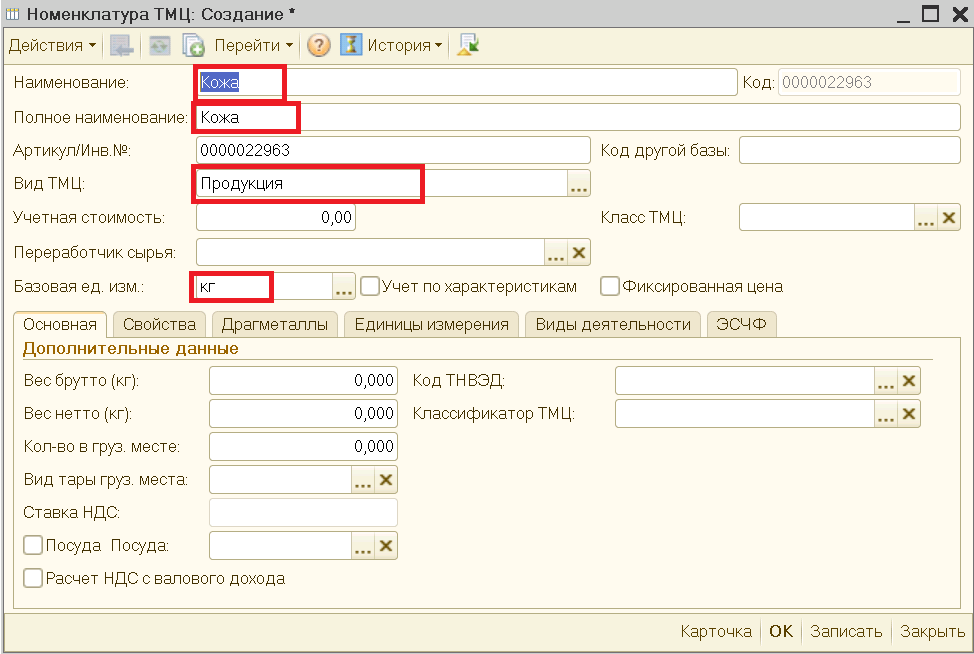 Номенклатура ТМЦ: Создание *
Действия Перейти ? История
Наименование: Кожа Код: 0000022963
Полное наименование: Кожа
Артикул/Инв.№: 0000022963 Код другой базы:
Вид ТМЦ: Продукция ...
Учетная стоимость: 0,00 Класс ТМЦ: ...
Переработчик сырья: ...
Базовая ед. изм.: кг ... Учет по характеристикам Фиксированная цена
Основная Свойства Драгметаллы Единицы измерения Виды деятельности ЭСЧФ
Дополнительные данные
Вес брутто (кг): 0,000 Код ТНВЭД: ...
Вес нетто (кг): 0,000 Классификатор ТМЦ: ...
Кол-во в груз. месте: 0,000
Вид тары груз. места: ...
Ставка НДС:
Посуда Посуда: ...
Расчет НДС с валового дохода
Карточка OK Записать Закрыть